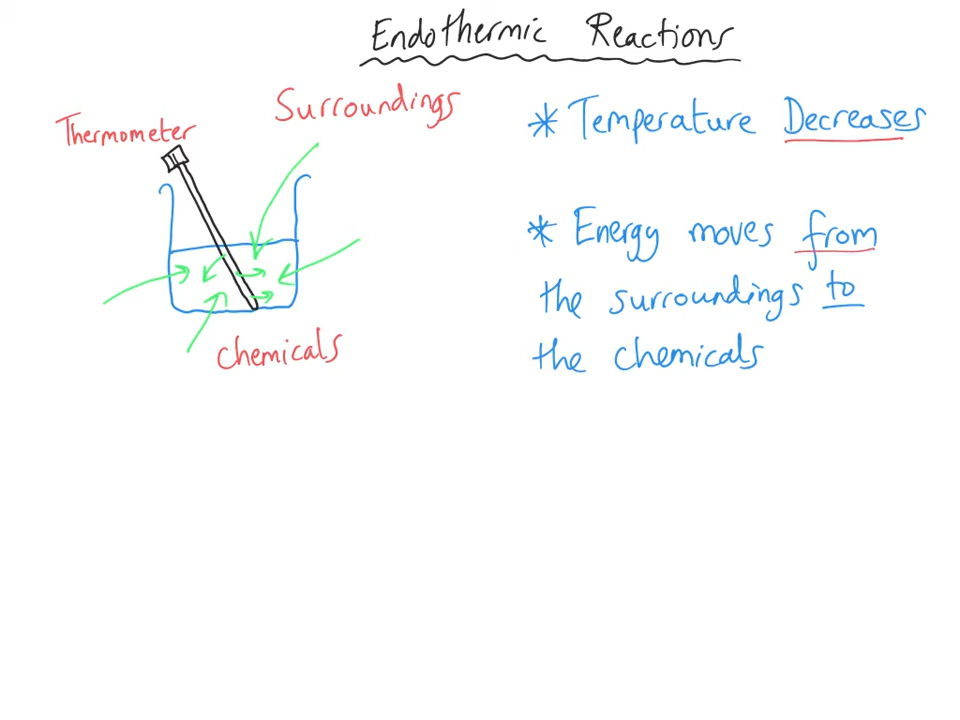 Endothermic Reactions
Surroundings
Thermometer
chemicals
* Temperature Decreases
* Energy moves from
the surroundings to
the chemicals